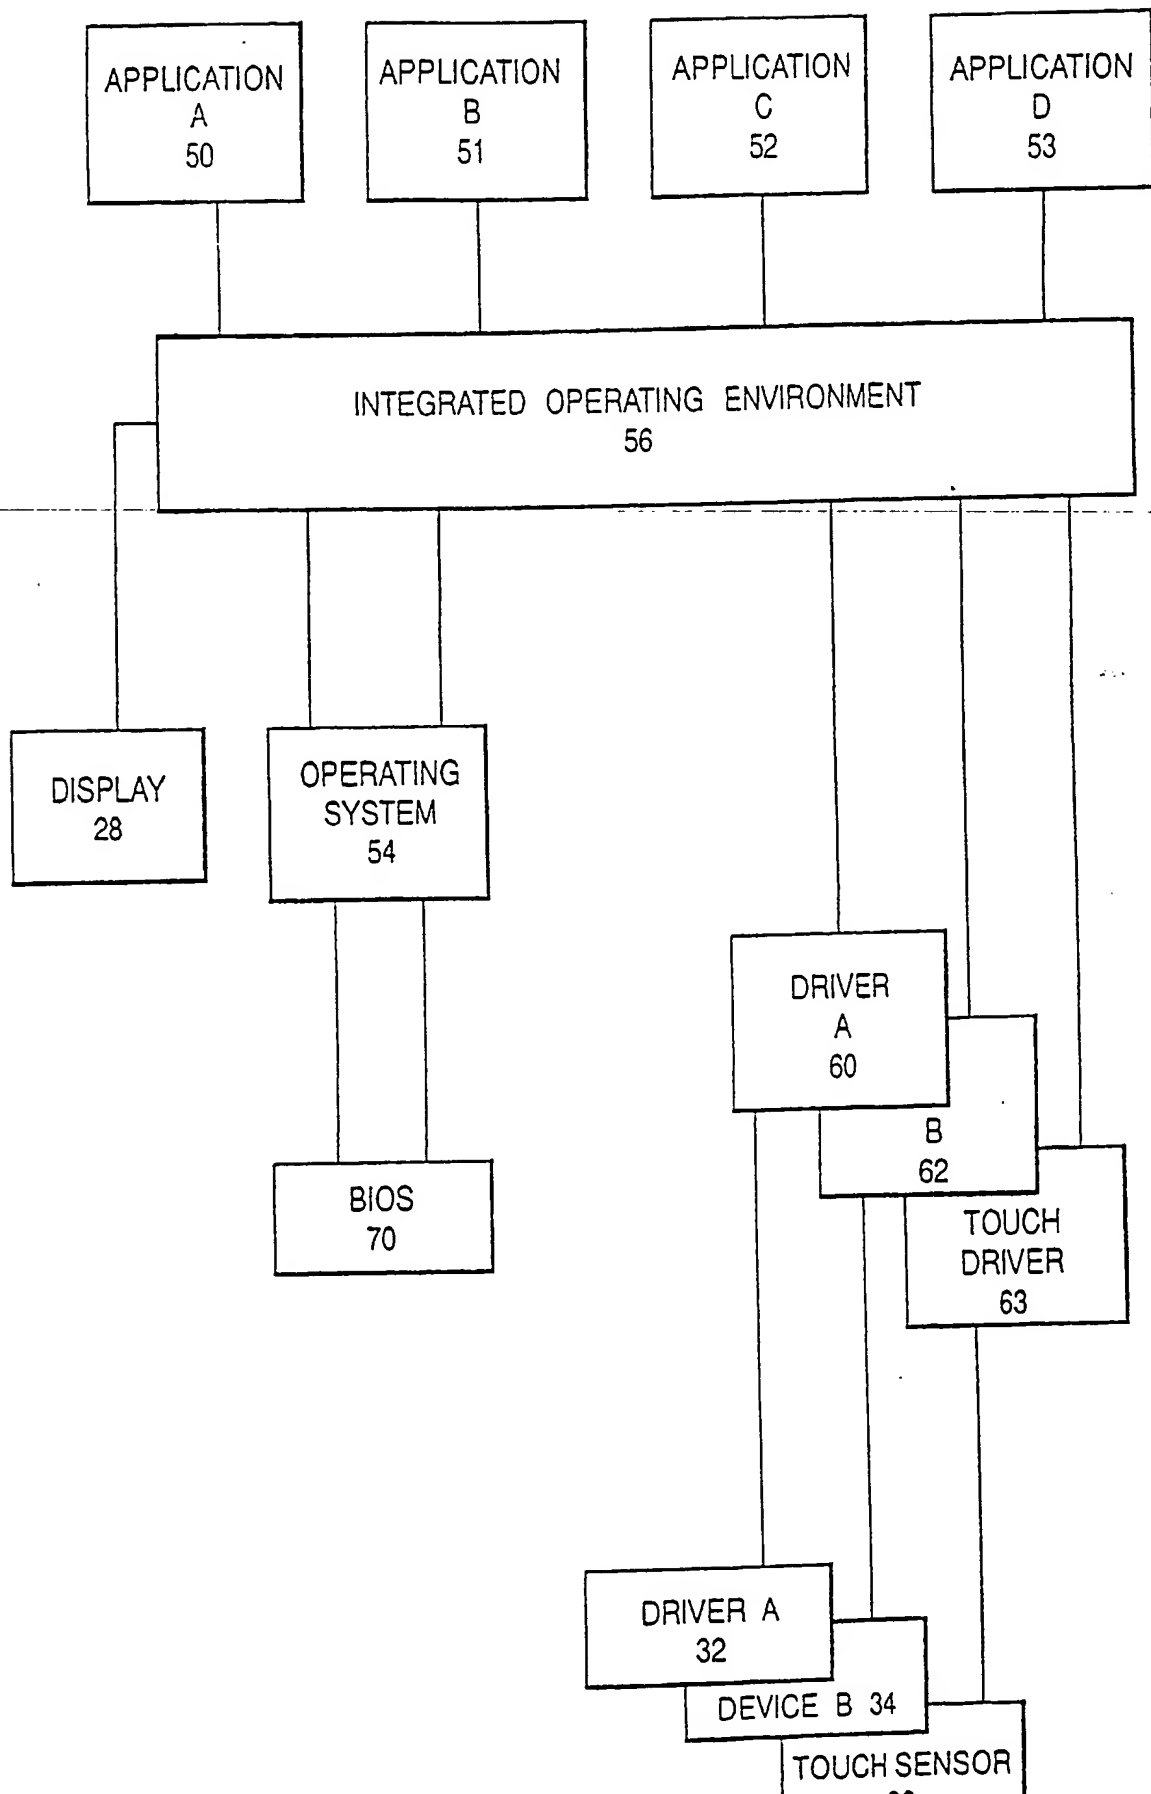 APPLICATION
A
50
APPLICATION
B
51
APPLICATION
C
52
APPLICATION
D
53
INTEGRATED OPERATING ENVIRONMENT
56
DISPLAY
28
OPERATING
SYSTEM
54
DRIVER
A
60
B
62
BIOS
70
TOUCH
DRIVER
63
DRIVER A
32
DEVICE B 34
TOUCH SENSOR